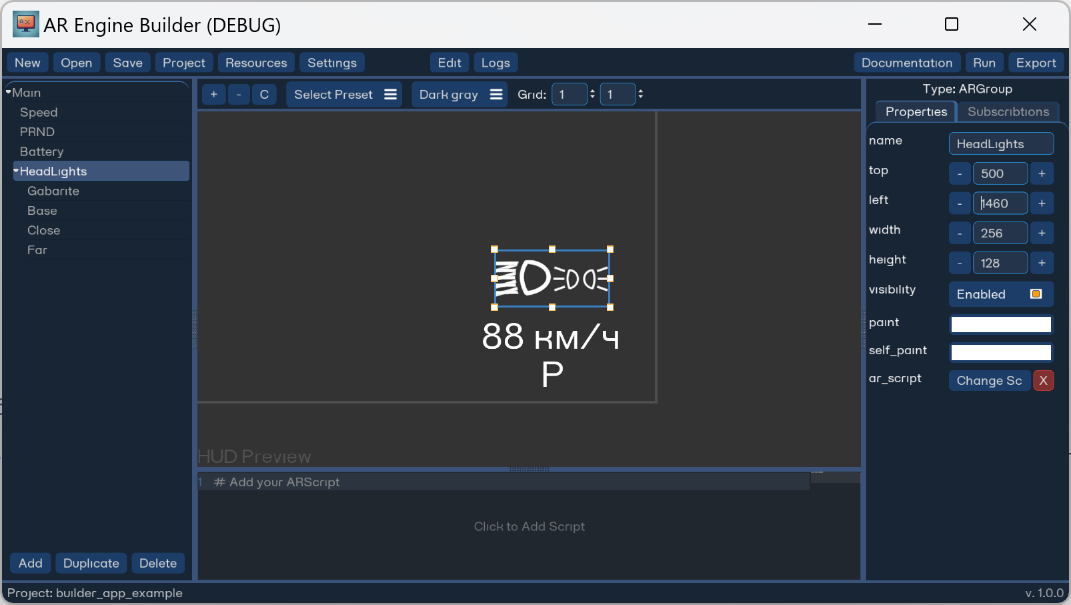 AR Engine Builder (DEBUG)
New Open Save Project Resources Settings Edit Logs Documentation Run Export
Main
Speed
PRND
Battery
HeadLights
Gabarite
Base
Close
Far
Add Duplicate Delete
+ - C Select Preset Dark gray Grid: 1 1
88 км/ч
P
HUD Preview
1 # Add your ARScript
Click to Add Script
Type: ARGroup
Properties Subscribtions
name HeadLights
top - 500 +
left - 1460 +
width - 256 +
height - 128 +
visibility Enabled
paint
self_paint
ar_script Change Sc X
Project: builder_app_example v. 1.0.0